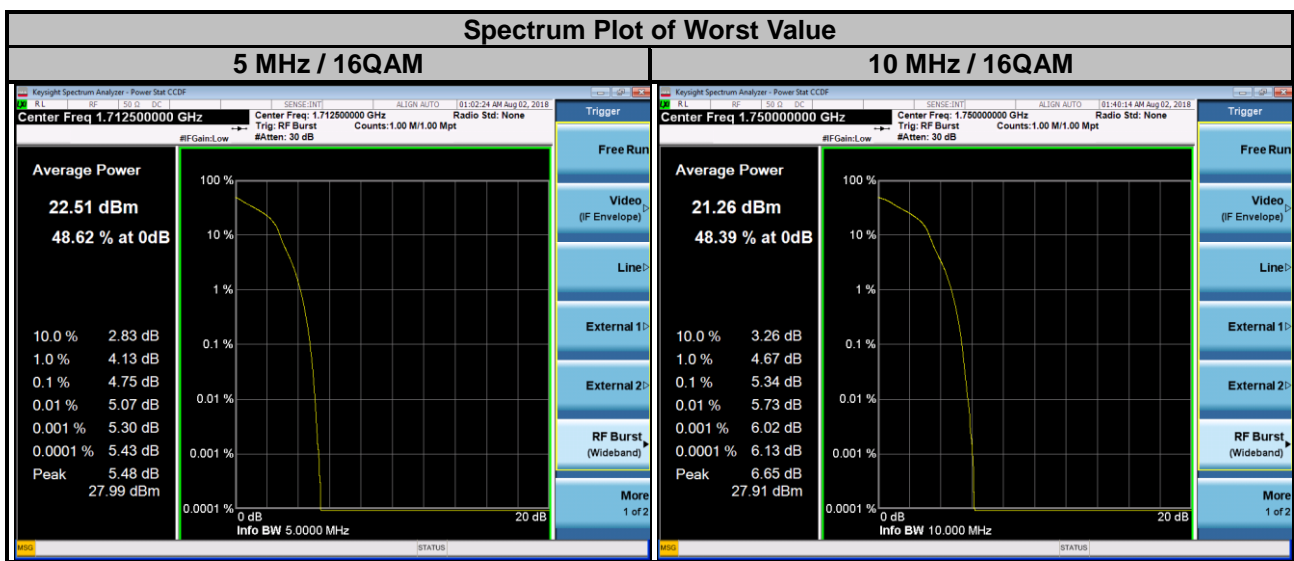 Spectrum Plot of Worst Value
5 MHz / 16QAM
10 MHz / 16QAM
Keysight Spectrum Analyzer - Power Stat CCDF
RL RF 50 Ω DC SENSE:INT ALIGN AUTO 01:02:24 AM Aug 02, 2018
Center Freq 1.712500000 GHz
Center Freq: 1.712500000 GHz Radio Std: None
Trig: RF Burst Counts:1.00 M/1.00 Mpt
#IFGain:Low #Atten: 30 dB
Average Power
22.51 dBm
48.62 % at 0dB
10.0 % 2.83 dB
1.0 % 4.13 dB
0.1 % 4.75 dB
0.01 % 5.07 dB
0.001 % 5.30 dB
0.0001 % 5.43 dB
Peak 5.48 dB
27.99 dBm
100 %
10 %
1 %
0.1 %
0.01 %
0.001 %
0.0001 %
0 dB 20 dB
Info BW 5.0000 MHz
Trigger
Free Run
Video
(IF Envelope)
Line
External 1
External 2
RF Burst
(Wideband)
More
1 of 2
MSG STATUS
Keysight Spectrum Analyzer - Power Stat CCDF
RL RF 50 Ω DC SENSE:INT ALIGN AUTO 01:40:14 AM Aug 02, 2018
Center Freq 1.750000000 GHz
Center Freq: 1.750000000 GHz Radio Std: None
Trig: RF Burst Counts:1.00 M/1.00 Mpt
#IFGain:Low #Atten: 30 dB
Average Power
21.26 dBm
48.39 % at 0dB
10.0 % 3.26 dB
1.0 % 4.67 dB
0.1 % 5.34 dB
0.01 % 5.73 dB
0.001 % 6.02 dB
0.0001 % 6.13 dB
Peak 6.65 dB
27.91 dBm
100 %
10 %
1 %
0.1 %
0.01 %
0.001 %
0.0001 %
0 dB 20 dB
Info BW 10.000 MHz
Trigger
Free Run
Video
(IF Envelope)
Line
External 1
External 2
RF Burst
(Wideband)
More
1 of 2
MSG STATUS